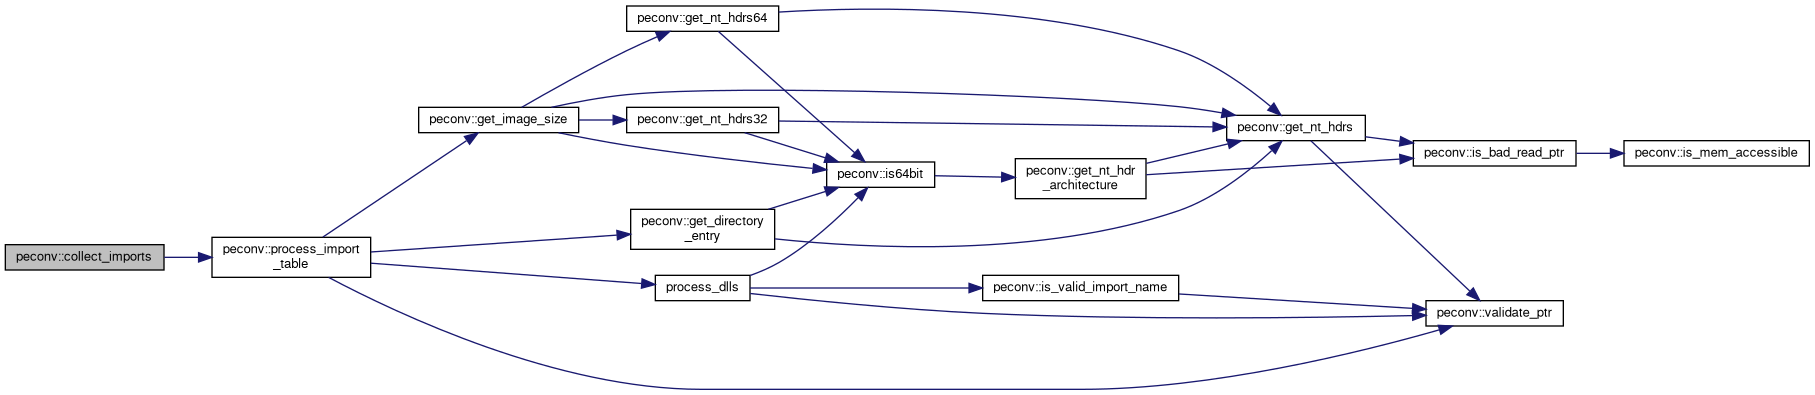 peconv::collect_imports
peconv::process_import
_table
peconv::get_image_size
peconv::get_nt_hdrs64
peconv::get_nt_hdrs32
peconv::get_directory
_entry
process_dlls
peconv::is64bit
peconv::is_valid_import_name
peconv::get_nt_hdr
_architecture
peconv::get_nt_hdrs
peconv::is_bad_read_ptr
peconv::validate_ptr
peconv::is_mem_accessible